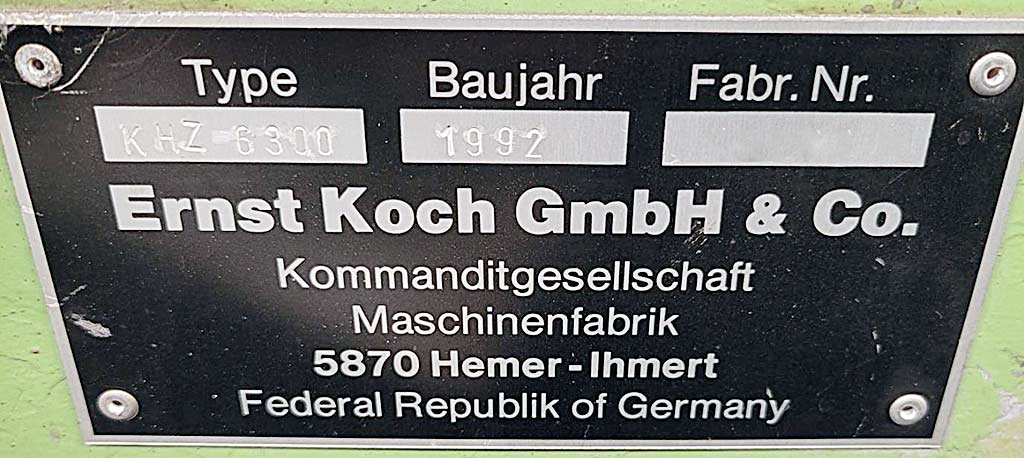 Type Baujahr Fabr. Nr.
KHZ 6300 1992
Ernst Koch GmbH & Co.
Kommanditgesellschaft
Maschinenfabrik
5870 Hemer-Ihmert
Federal Republik of Germany